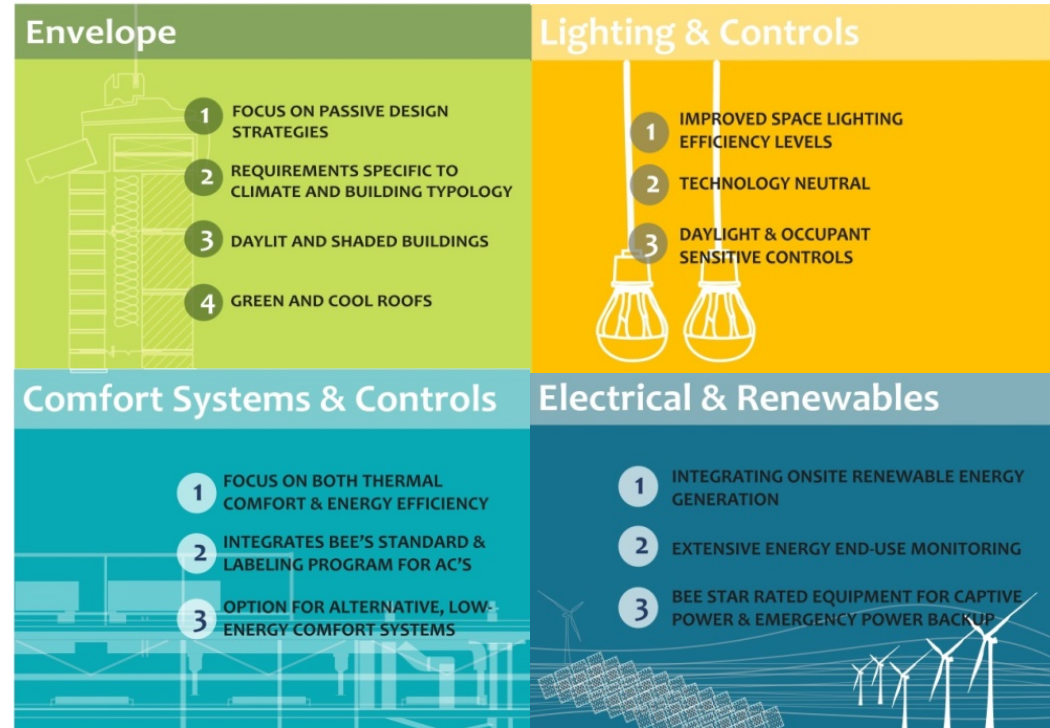 Envelope
1 FOCUS ON PASSIVE DESIGN
STRATEGIES
2 REQUIREMENTS SPECIFIC TO
CLIMATE AND BUILDING TYPOLOGY
3 DAYLIT AND SHADED BUILDINGS
4 GREEN AND COOL ROOFS
Lighting & Controls
1 IMPROVED SPACE LIGHTING
EFFICIENCY LEVELS
2 TECHNOLOGY NEUTRAL
3 DAYLIGHT & OCCUPANT
SENSITIVE CONTROLS
Comfort Systems & Controls
1 FOCUS ON BOTH THERMAL
COMFORT & ENERGY EFFICIENCY
2 INTEGRATES BEE'S STANDARD &
LABELING PROGRAM FOR AC'S
3 OPTION FOR ALTERNATIVE, LOW-
ENERGY COMFORT SYSTEMS
Electrical & Renewables
1 INTEGRATING ONSITE RENEWABLE ENERGY
GENERATION
2 EXTENSIVE ENERGY END-USE MONITORING
3 BEE STAR RATED EQUIPMENT FOR CAPTIVE
POWER & EMERGENCY POWER BACKUP